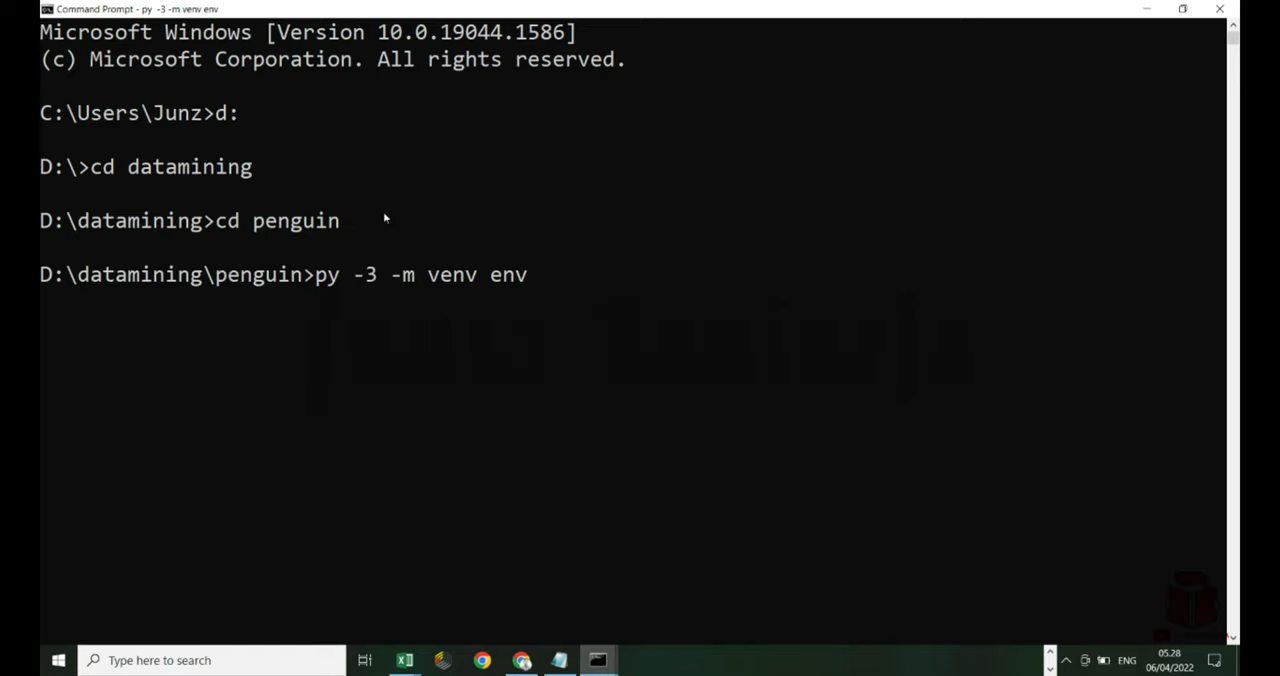 Command Prompt - py -3 -m venv env
Microsoft Windows [Version 10.0.19044.1586]
(c) Microsoft Corporation. All rights reserved.
C:\Users\Junz>d:
D:\>cd datamining
D:\datamining>cd penguin
D:\datamining\penguin>py -3 -m venv env
Type here to search
ENG
05.28
06/04/2022